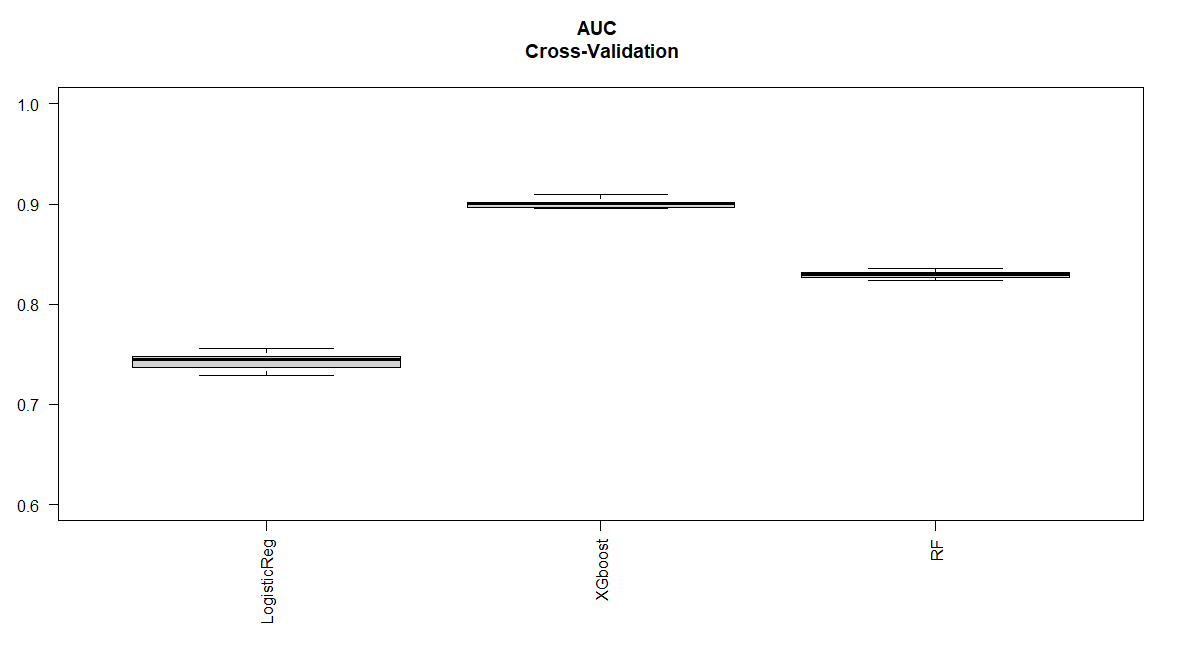 AUC
Cross-Validation
1.0
0.9
0.8
0.7
0.6
LogisticReg
XGboost
RF